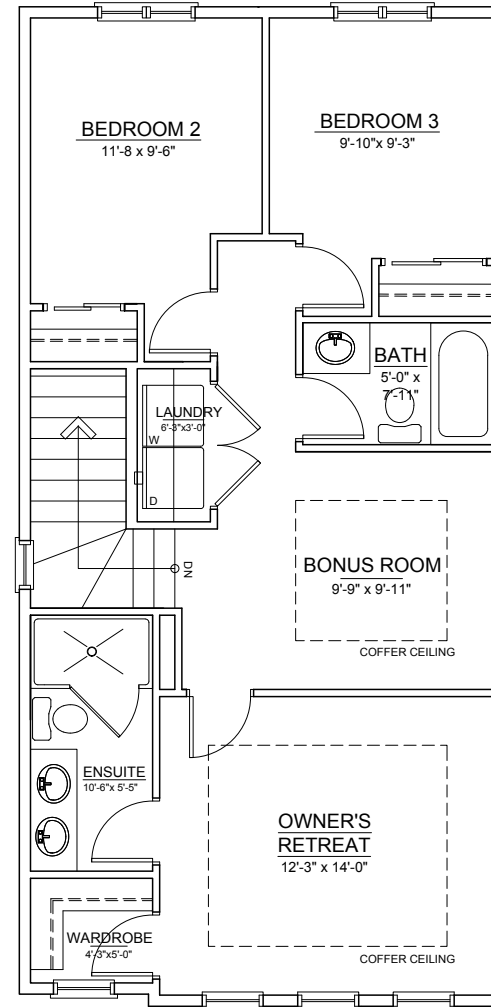 BEDROOM 2
11'-8 x 9'-6"
BEDROOM 3
9'-10"x 9'-3"
BATH
5'-0" x
7'-11"
LAUNDRY
6'-3"x3'-0"
W
D
DN
BONUS ROOM
9'-9" x 9'-11"
COFFER CEILING
ENSUITE
10'-6"x 5'-5"
OWNER'S
RETREAT
12'-3" x 14'-0"
WARDROBE
4'-3"x5'-0"
COFFER CEILING